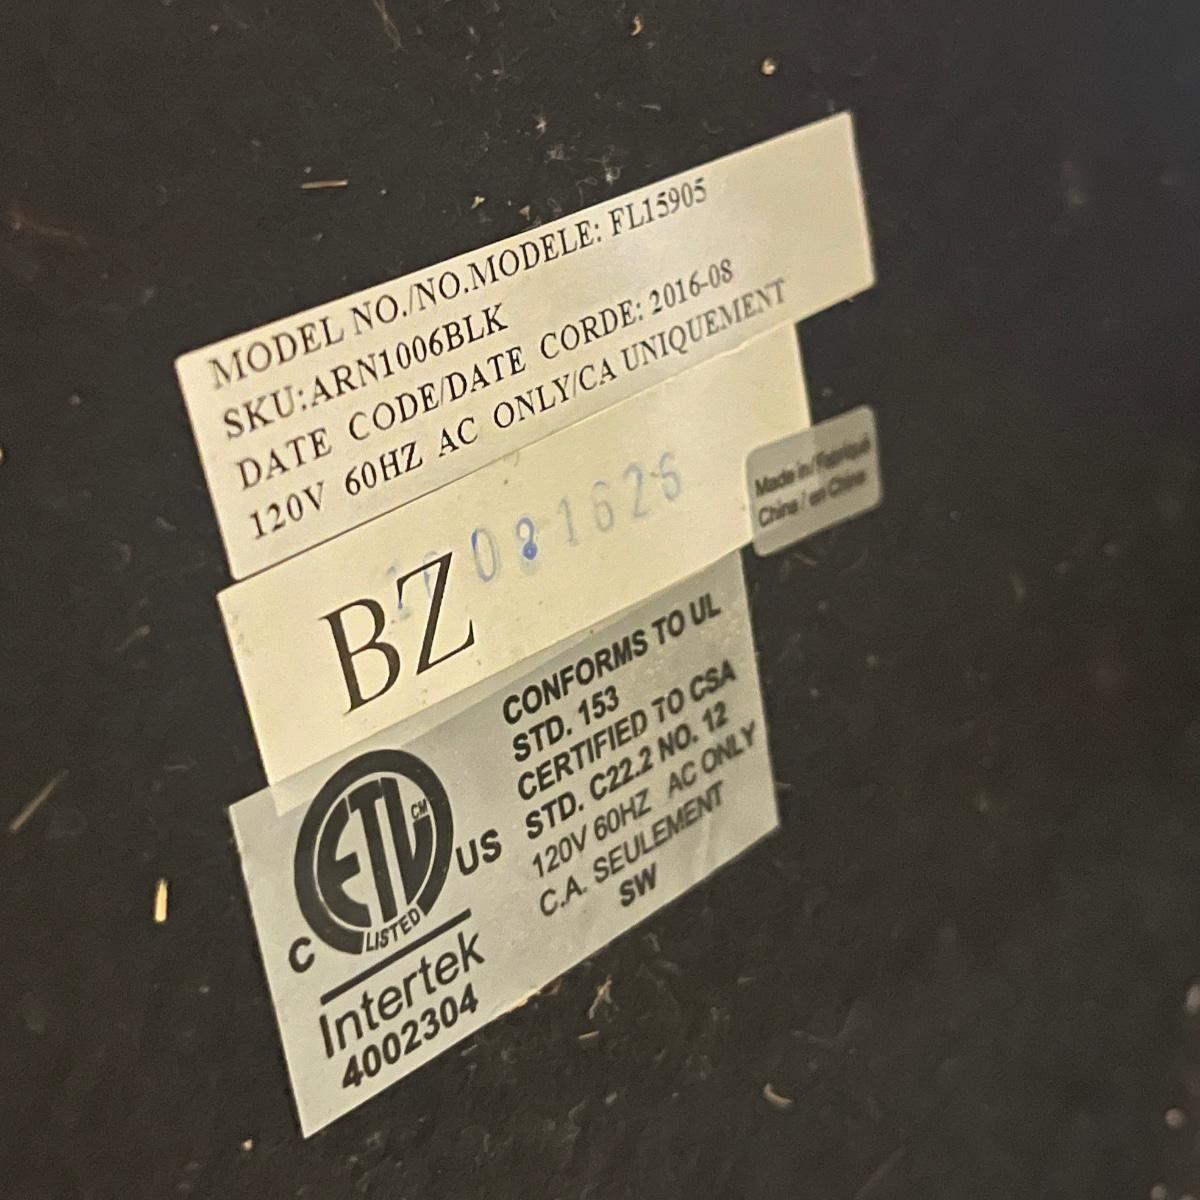 MODEL NO./NO.MODELE: FL15905
SKU:ARN1006BLK
DATE CODE/DATE CORDE: 2016-08
120V 60HZ AC ONLY/CA UNIQUEMENT
BZ
Made in / Fabriqué
China / en Chine
CONFORMS TO UL
STD. 153
CERTIFIED TO CSA
STD. C22.2 NO. 12
120V 60HZ AC ONLY
C.A. SEULEMENT
SW
ETL CM
LISTED
C US
Intertek
4002304